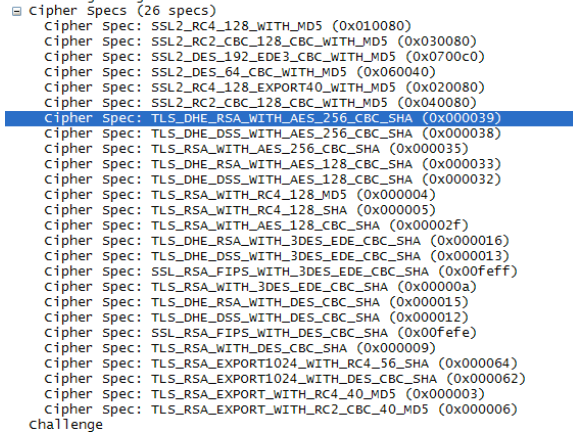 Cipher Specs (26 specs)
Cipher Spec: SSL2_RC4_128_WITH_MD5 (0x010080)
Cipher Spec: SSL2_RC2_CBC_128_CBC_WITH_MD5 (0x030080)
Cipher Spec: SSL2_DES_192_EDE3_CBC_WITH_MD5 (0x0700c0)
Cipher Spec: SSL2_DES_64_CBC_WITH_MD5 (0x060040)
Cipher Spec: SSL2_RC4_128_EXPORT40_WITH_MD5 (0x020080)
Cipher Spec: SSL2_RC2_CBC_128_CBC_WITH_MD5 (0x040080)
Cipher Spec: TLS_DHE_RSA_WITH_AES_256_CBC_SHA (0x000039)
Cipher Spec: TLS_DHE_DSS_WITH_AES_256_CBC_SHA (0x000038)
Cipher Spec: TLS_RSA_WITH_AES_256_CBC_SHA (0x000035)
Cipher Spec: TLS_DHE_RSA_WITH_AES_128_CBC_SHA (0x000033)
Cipher Spec: TLS_DHE_DSS_WITH_AES_128_CBC_SHA (0x000032)
Cipher Spec: TLS_RSA_WITH_RC4_128_MD5 (0x000004)
Cipher Spec: TLS_RSA_WITH_RC4_128_SHA (0x000005)
Cipher Spec: TLS_RSA_WITH_AES_128_CBC_SHA (0x00002f)
Cipher Spec: TLS_DHE_RSA_WITH_3DES_EDE_CBC_SHA (0x000016)
Cipher Spec: TLS_DHE_DSS_WITH_3DES_EDE_CBC_SHA (0x000013)
Cipher Spec: SSL_RSA_FIPS_WITH_3DES_EDE_CBC_SHA (0x00feff)
Cipher Spec: TLS_RSA_WITH_3DES_EDE_CBC_SHA (0x00000a)
Cipher Spec: TLS_DHE_RSA_WITH_DES_CBC_SHA (0x000015)
Cipher Spec: TLS_DHE_DSS_WITH_DES_CBC_SHA (0x000012)
Cipher Spec: SSL_RSA_FIPS_WITH_DES_CBC_SHA (0x00fefe)
Cipher Spec: TLS_RSA_WITH_DES_CBC_SHA (0x000009)
Cipher Spec: TLS_RSA_EXPORT1024_WITH_RC4_56_SHA (0x000064)
Cipher Spec: TLS_RSA_EXPORT1024_WITH_DES_CBC_SHA (0x000062)
Cipher Spec: TLS_RSA_EXPORT_WITH_RC4_40_MD5 (0x000003)
Cipher Spec: TLS_RSA_EXPORT_WITH_RC2_CBC_40_MD5 (0x000006)
Challenge